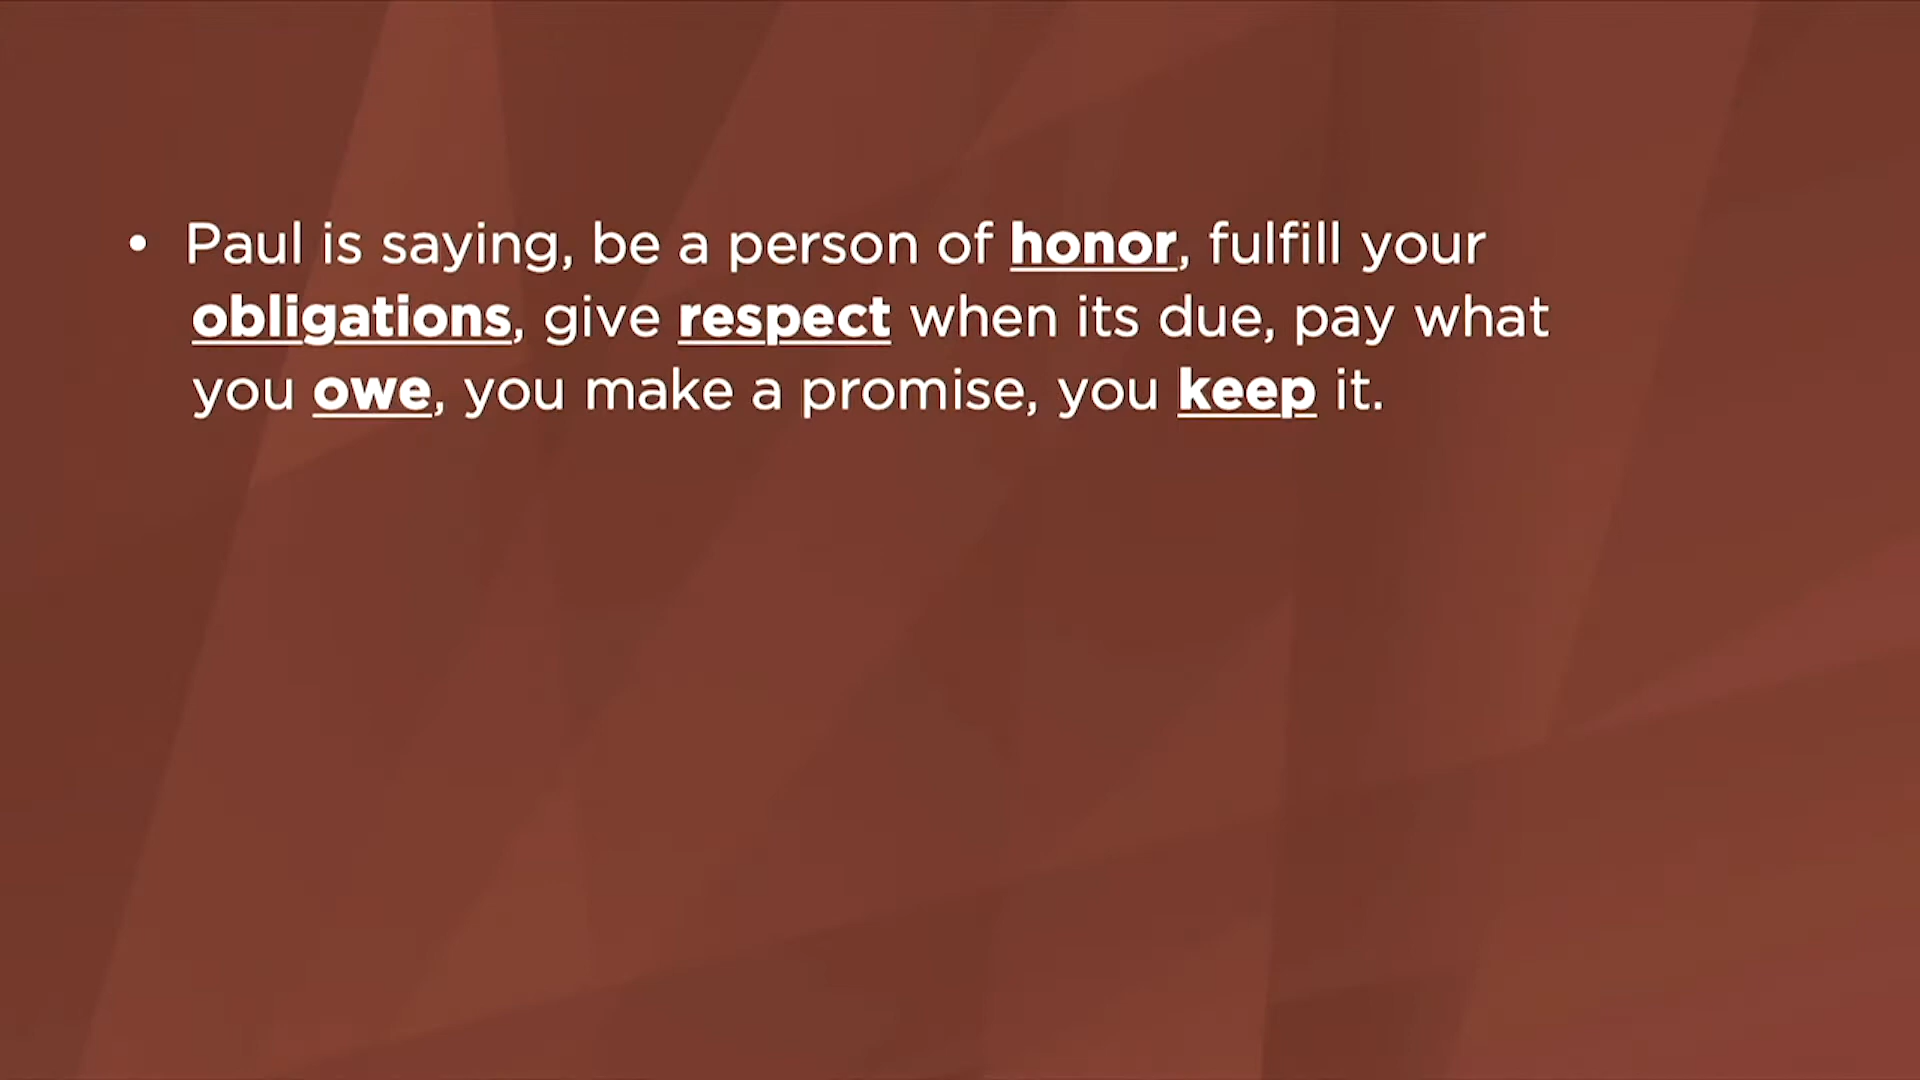 • Paul is saying, be a person of honor, fulfill your
obligations, give respect when its due, pay what
you owe, you make a promise, you keep it.